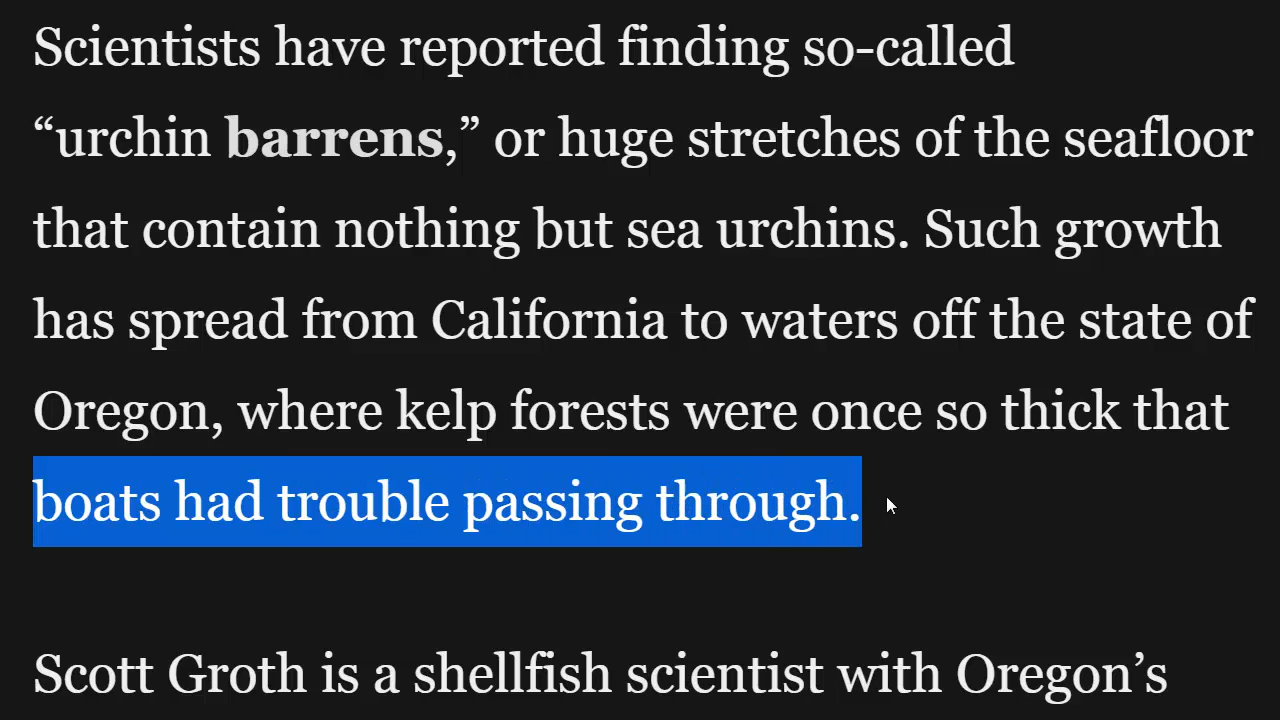 Scientists have reported finding so-called
“urchin barrens,” or huge stretches of the seafloor
that contain nothing but sea urchins. Such growth
has spread from California to waters off the state of
Oregon, where kelp forests were once so thick that
boats had trouble passing through.
Scott Groth is a shellfish scientist with Oregon’s